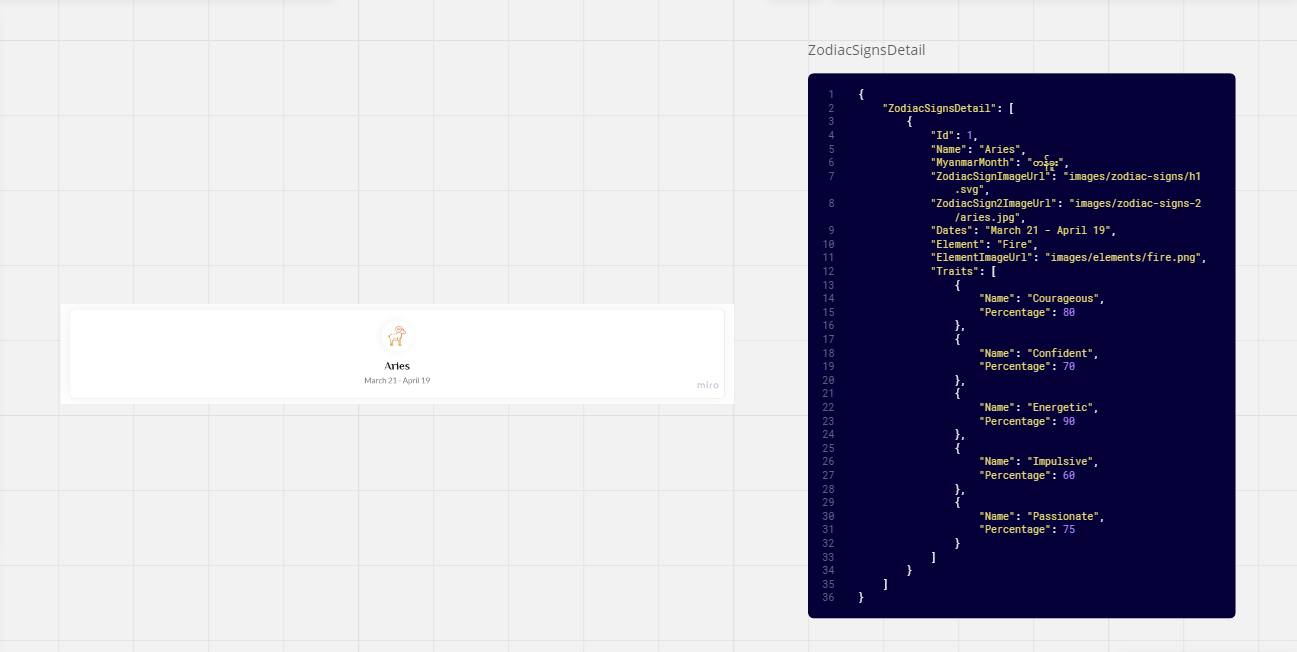 Aries
March 21 - April 19
miro
ZodiacSignsDetail
1 {
2 "ZodiacSignsDetail": [
3 {
4 "Id": 1,
5 "Name": "Aries",
6 "MyanmarMonth": "တန်ခူး",
7 "ZodiacSignImageUrl": "images/zodiac-signs/h1
.svg",
8 "ZodiacSign2ImageUrl": "images/zodiac-signs-2
/aries.jpg",
9 "Dates": "March 21 - April 19",
10 "Element": "Fire",
11 "ElementImageUrl": "images/elements/fire.png",
12 "Traits": [
13 {
14 "Name": "Courageous",
15 "Percentage": 80
16 },
17 {
18 "Name": "Confident",
19 "Percentage": 70
20 },
21 {
22 "Name": "Energetic",
23 "Percentage": 90
24 },
25 {
26 "Name": "Impulsive",
27 "Percentage": 60
28 },
29 {
30 "Name": "Passionate",
31 "Percentage": 75
32 }
33 ]
34 }
35 ]
36 }